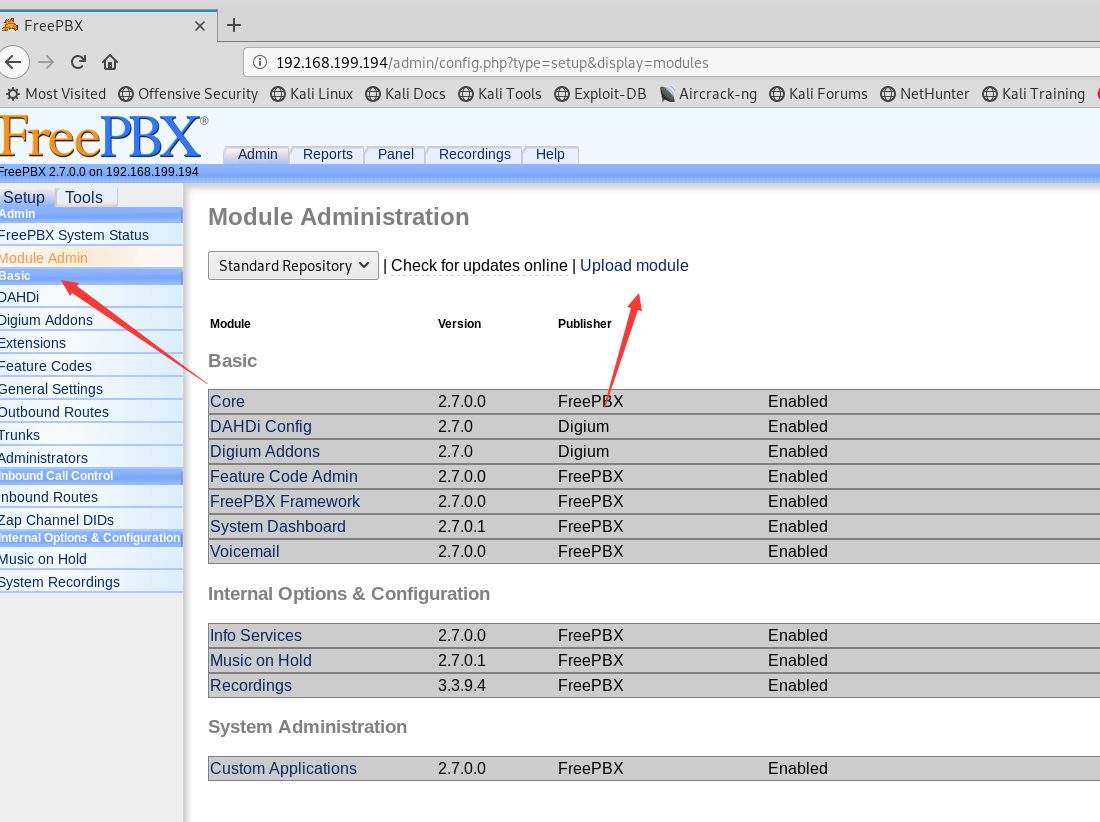 FreePBX
192.168.199.194/admin/config.php?type=setup&display=modules
Most Visited Offensive Security Kali Linux Kali Docs Kali Tools Exploit-DB Aircrack-ng Kali Forums NetHunter Kali Training
FreePBX®
Admin Reports Panel Recordings Help
FreePBX 2.7.0.0 on 192.168.199.194
Setup Tools
Admin
FreePBX System Status
Module Admin
Basic
DAHDi
Digium Addons
Extensions
Feature Codes
General Settings
Outbound Routes
Trunks
Administrators
Inbound Call Control
Inbound Routes
Zap Channel DIDs
Internal Options & Configuration
Music on Hold
System Recordings
Module Administration
Standard Repository | Check for updates online | Upload module
Module Version Publisher
Basic
Core 2.7.0.0 FreePBX Enabled
DAHDi Config 2.7.0 Digium Enabled
Digium Addons 2.7.0 Digium Enabled
Feature Code Admin 2.7.0.0 FreePBX Enabled
FreePBX Framework 2.7.0.0 FreePBX Enabled
System Dashboard 2.7.0.1 FreePBX Enabled
Voicemail 2.7.0.0 FreePBX Enabled
Internal Options & Configuration
Info Services 2.7.0.0 FreePBX Enabled
Music on Hold 2.7.0.1 FreePBX Enabled
Recordings 3.3.9.4 FreePBX Enabled
System Administration
Custom Applications 2.7.0.0 FreePBX Enabled